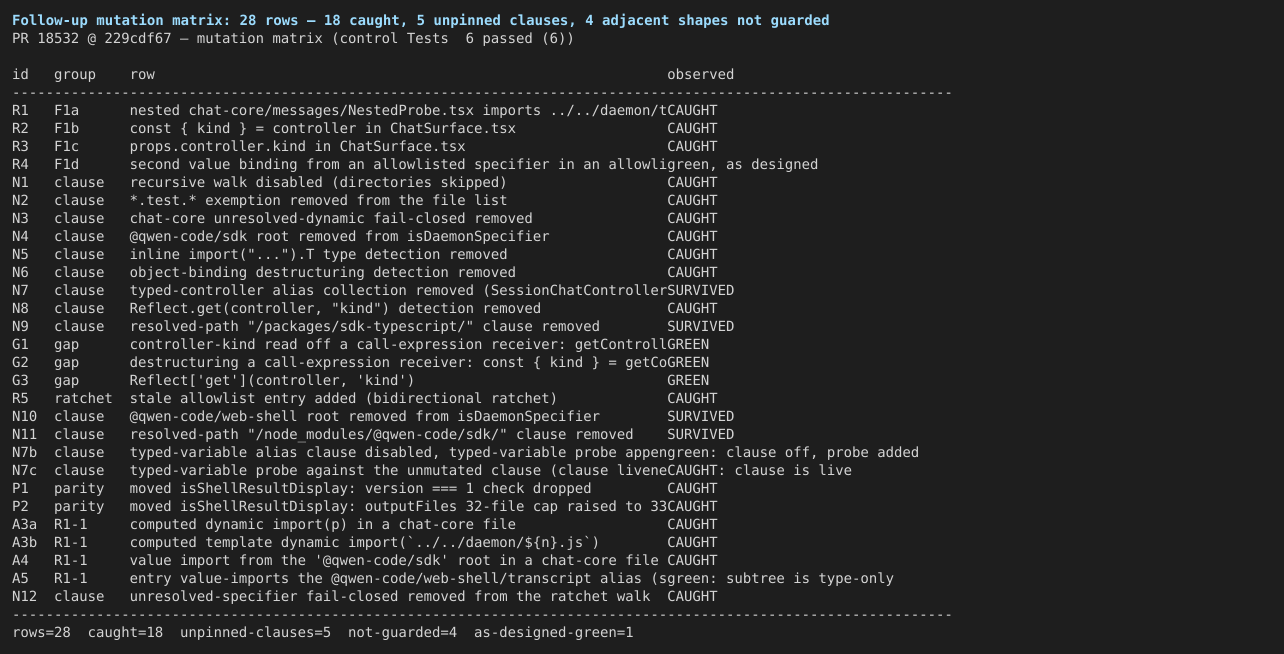 Follow-up mutation matrix: 28 rows — 18 caught, 5 unpinned clauses, 4 adjacent shapes not guarded
PR 18532 @ 229cdf67 — mutation matrix (control Tests  6 passed (6))
id   group    row                                                                observed
----------------------------------------------------------------------------------------------------------------
R1   F1a      nested chat-core/messages/NestedProbe.tsx imports ../../daemon/tCAUGHT
R2   F1b      const { kind } = controller in ChatSurface.tsx                  CAUGHT
R3   F1c      props.controller.kind in ChatSurface.tsx                        CAUGHT
R4   F1d      second value binding from an allowlisted specifier in an allowligreen, as designed
N1   clause   recursive walk disabled (directories skipped)                   CAUGHT
N2   clause   *.test.* exemption removed from the file list                   CAUGHT
N3   clause   chat-core unresolved-dynamic fail-closed removed                CAUGHT
N4   clause   @qwen-code/sdk root removed from isDaemonSpecifier              CAUGHT
N5   clause   inline import("...").T type detection removed                   CAUGHT
N6   clause   object-binding destructuring detection removed                  CAUGHT
N7   clause   typed-controller alias collection removed (SessionChatControllerSURVIVED
N8   clause   Reflect.get(controller, "kind") detection removed               CAUGHT
N9   clause   resolved-path "/packages/sdk-typescript/" clause removed        SURVIVED
G1   gap      controller-kind read off a call-expression receiver: getControllGREEN
G2   gap      destructuring a call-expression receiver: const { kind } = getCoGREEN
G3   gap      Reflect['get'](controller, 'kind')                              GREEN
R5   ratchet  stale allowlist entry added (bidirectional ratchet)             CAUGHT
N10  clause   @qwen-code/web-shell root removed from isDaemonSpecifier        SURVIVED
N11  clause   resolved-path "/node_modules/@qwen-code/sdk/" clause removed    SURVIVED
N7b  clause   typed-variable alias clause disabled, typed-variable probe appengreen: clause off, probe added
N7c  clause   typed-variable probe against the unmutated clause (clause liveneCAUGHT: clause is live
P1   parity   moved isShellResultDisplay: version === 1 check dropped         CAUGHT
P2   parity   moved isShellResultDisplay: outputFiles 32-file cap raised to 33CAUGHT
A3a  R1-1     computed dynamic import(p) in a chat-core file                  CAUGHT
A3b  R1-1     computed template dynamic import(`../../daemon/${n}.js`)        CAUGHT
A4   R1-1     value import from the '@qwen-code/sdk' root in a chat-core file CAUGHT
A5   R1-1     entry value-imports the @qwen-code/web-shell/transcript alias (sgreen: subtree is type-only
N12  clause   unresolved-specifier fail-closed removed from the ratchet walk  CAUGHT
----------------------------------------------------------------------------------------------------------------
rows=28  caught=18  unpinned-clauses=5  not-guarded=4  as-designed-green=1